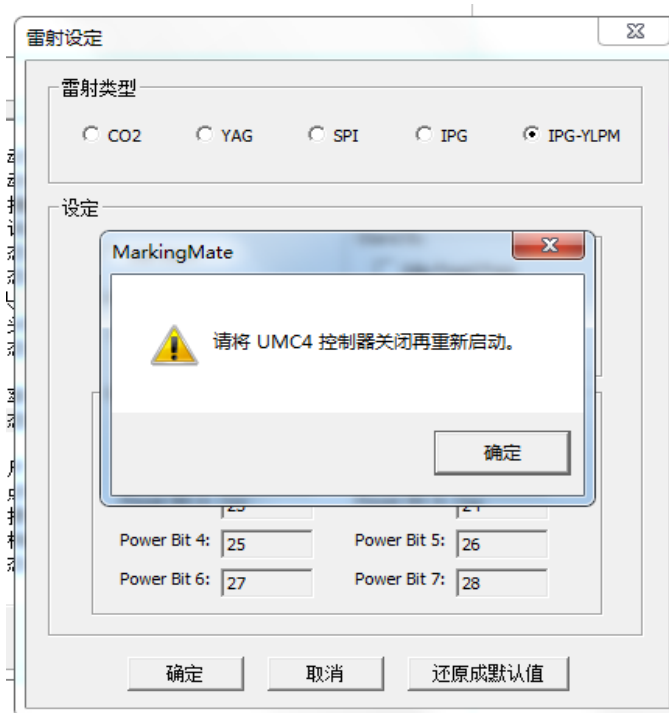 雷射设定
雷射类型
CO2 YAG SPI IPG IPG-YLPM
设定
MarkingMate
请将 UMC4 控制器关闭再重新启动。
确定
Power Bit 4: 25 Power Bit 5: 26
Power Bit 6: 27 Power Bit 7: 28
确定 取消 还原成默认值